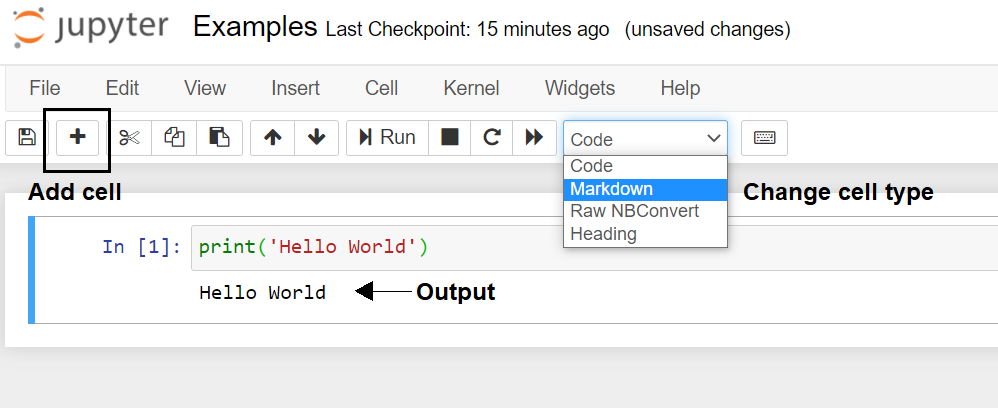 jupyter Examples Last Checkpoint: 15 minutes ago (unsaved changes)
File Edit View Insert Cell Kernel Widgets Help
Run Code
Code
Markdown
Raw NBConvert
Heading
Add cell
Change cell type
In [1]: print('Hello World')
Hello World Output